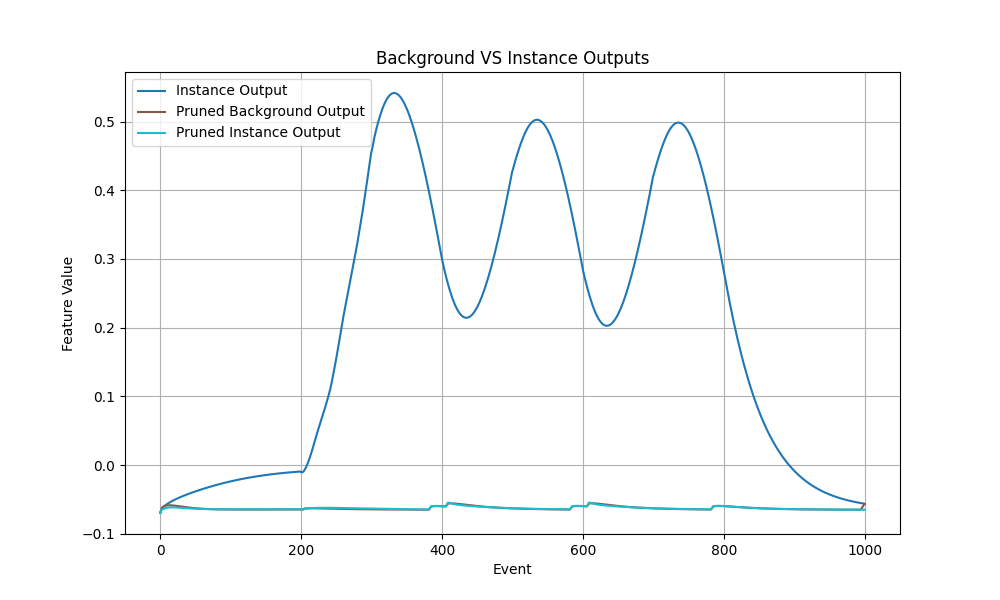 Background VS Instance Outputs
Instance Output
Pruned Background Output
Pruned Instance Output
0.5
0.4
0.3
0.2
0.1
0.0
−0.1
Feature Value
0 200 400 600 800 1000
Event